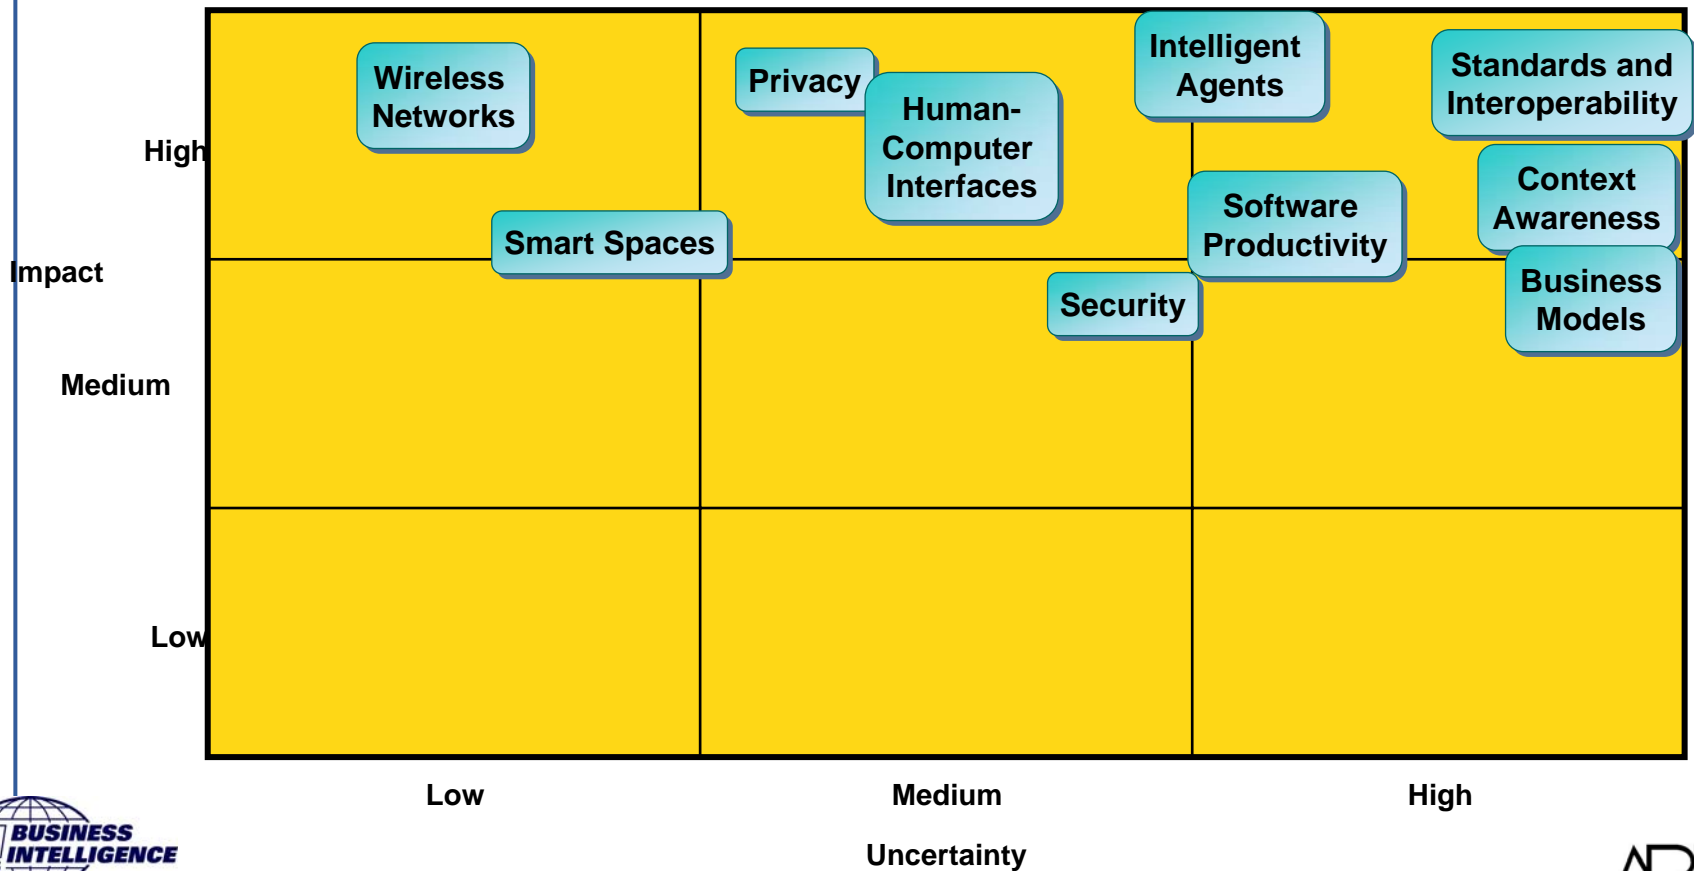 Wireless
Networks
Privacy
Human-
Computer
Interfaces
Intelligent
Agents
Standards and
Interoperability
High
Context
Awareness
Software
Productivity
Smart Spaces
Impact
Security
Business
Models
Medium
Low
Low
Medium
High
Uncertainty
BUSINESS
INTELLIGENCE